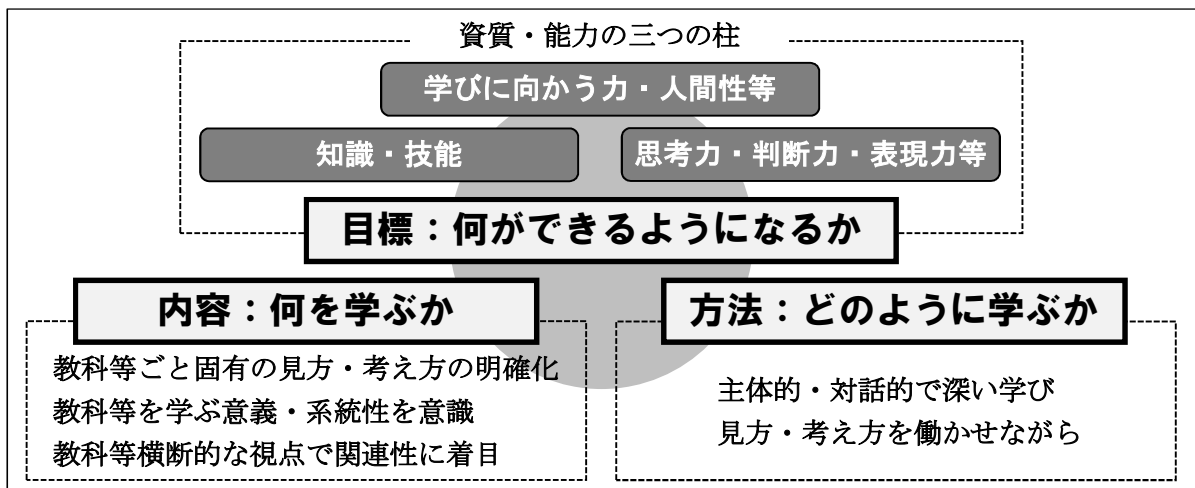 資質・能力の三つの柱
学びに向かう力・人間性等
知識・技能
思考力・判断力・表現力等
目標：何ができるようになるか
内容：何を学ぶか
教科等ごと固有の見方・考え方の明確化
教科等を学ぶ意義・系統性を意識
教科等横断的な視点で関連性に着目
方法：どのように学ぶか
主体的・対話的で深い学び
見方・考え方を働かせながら